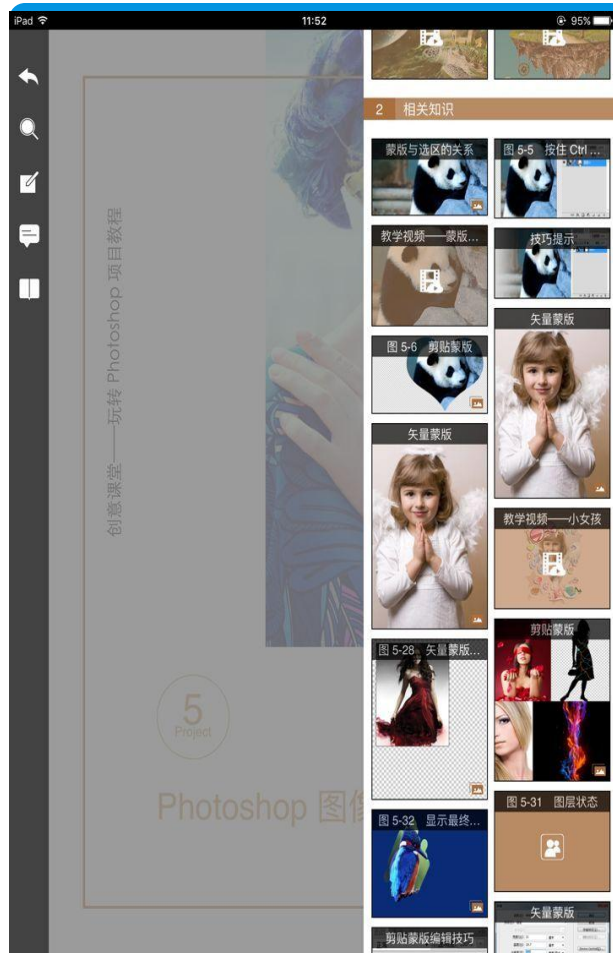 iPad
11:52
95%
2 相关知识
蒙版与选区的关系
图 5-5 按住 Ctrl ...
教学视频——蒙版...
技巧提示
图 5-6 剪贴蒙版
矢量蒙版
矢量蒙版
教学视频——小女孩
剪贴蒙版
图 5-28 矢量蒙版...
图 5-31 图层状态
图 5-32 显示最终...
矢量蒙版
剪贴蒙版编辑技巧
创意课堂——玩转 Photoshop 项目教程
5
Project
Photoshop 图像